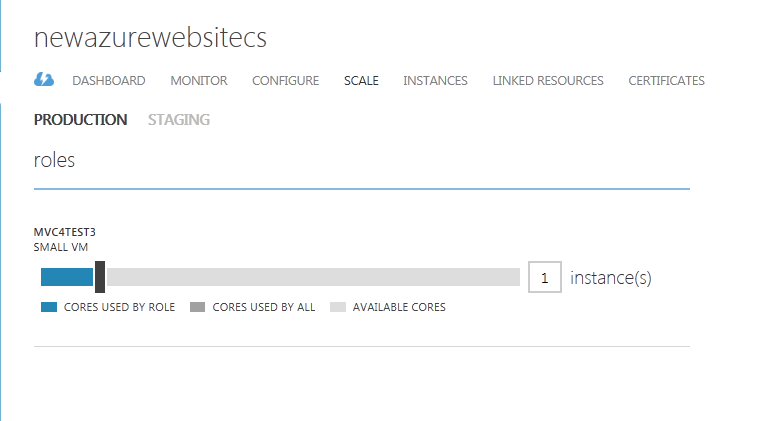 newazurewebsitecs
DASHBOARD MONITOR CONFIGURE SCALE INSTANCES LINKED RESOURCES CERTIFICATES
PRODUCTION STAGING
roles
MVC4TEST3
SMALL VM
1 instance(s)
CORES USED BY ROLE CORES USED BY ALL AVAILABLE CORES